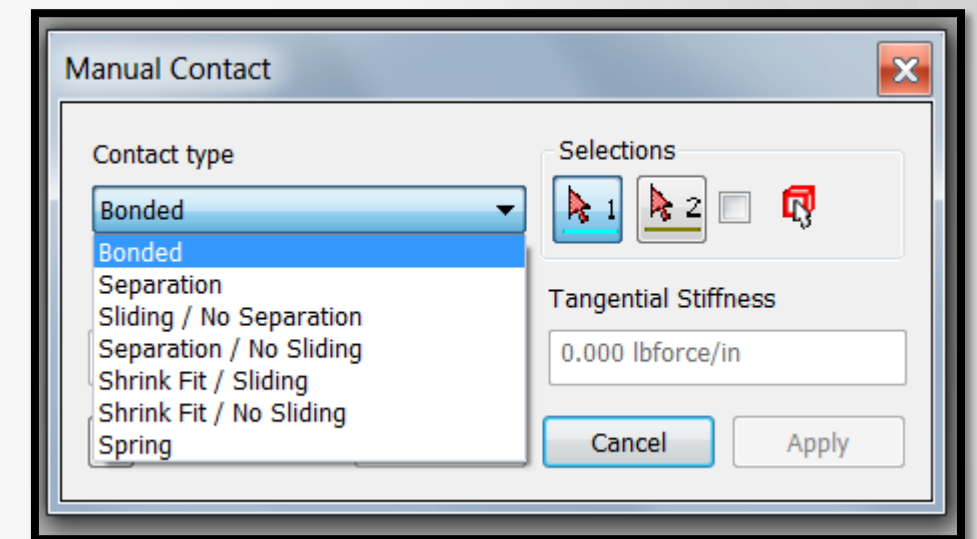 Manual Contact
Contact type
Bonded
Bonded
Separation
Sliding / No Separation
Separation / No Sliding
Shrink Fit / Sliding
Shrink Fit / No Sliding
Spring
Selections
1 2
Tangential Stiffness
0.000 lbforce/in
Cancel
Apply